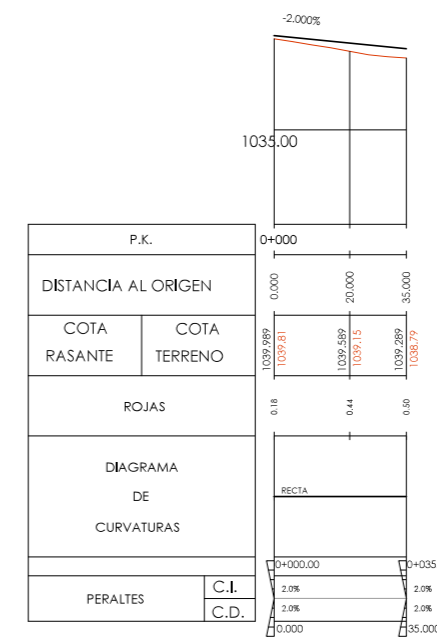 -2.000%
1035.00
P.K. 0+000
DISTANCIA AL ORIGEN 0.000 20.000 35.000
COTA RASANTE 1039.989 1039.589 1039.289
COTA TERRENO 1039.81 1039.15 1038.79
ROJAS 0.18 0.44 0.50
DIAGRAMA
DE
CURVATURAS
RECTA
0+000.00 0+035
PERALTES
C.I. 2.0% 2.0%
C.D. 2.0% 2.0%
0.000 35.000